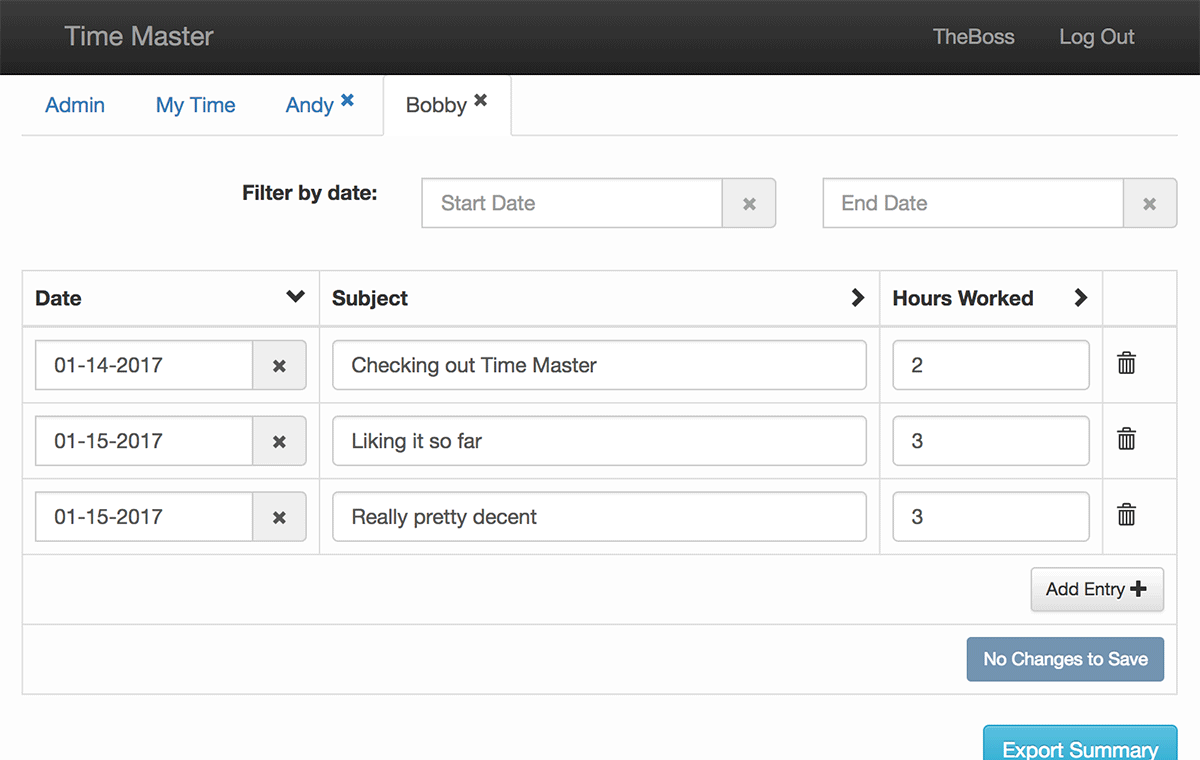 Time Master TheBoss Log Out
Admin My Time Andy Bobby
Filter by date: Start Date End Date
Date Subject Hours Worked
01-14-2017 Checking out Time Master 2
01-15-2017 Liking it so far 3
01-15-2017 Really pretty decent 3
Add Entry
No Changes to Save
Export Summary